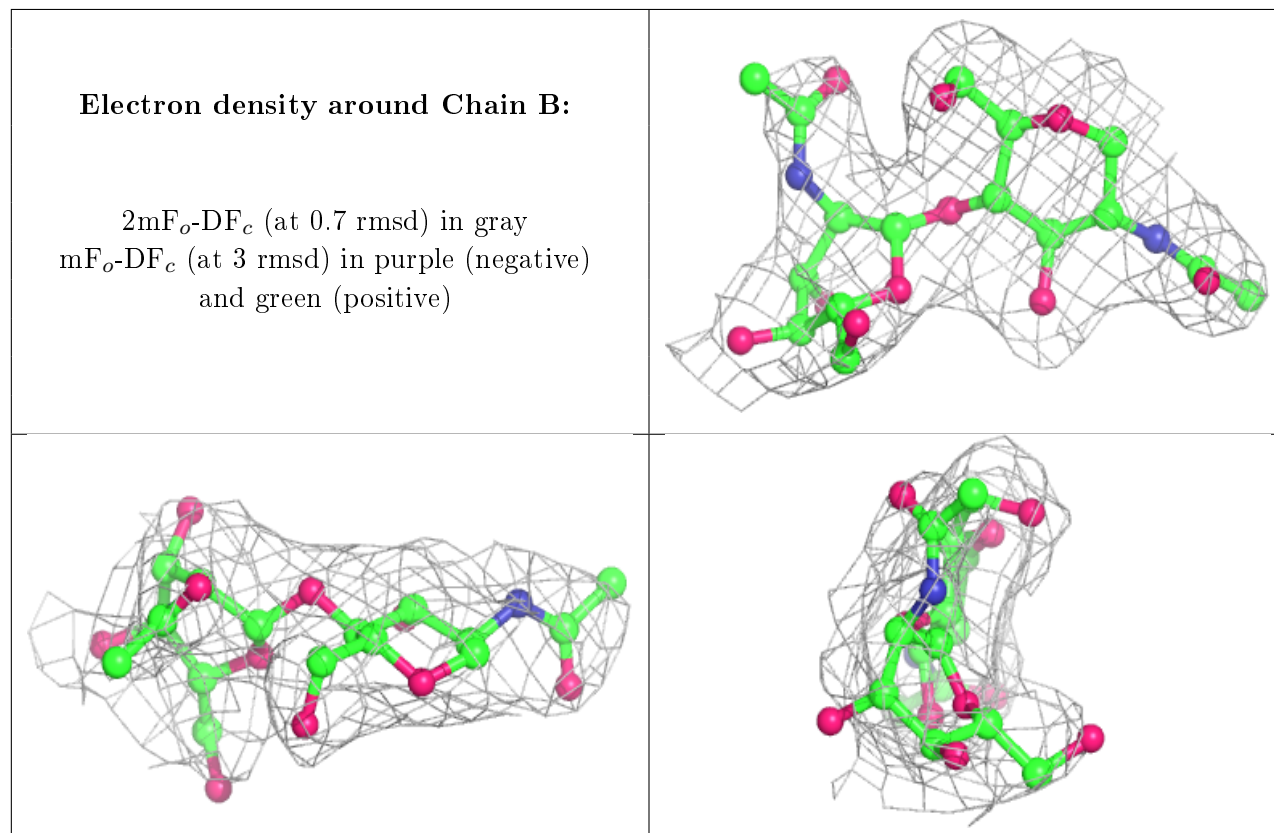 Electron density around Chain B:
2mFₒ-DF𝒸 (at 0.7 rmsd) in gray
mFₒ-DF𝒸 (at 3 rmsd) in purple (negative)
and green (positive)